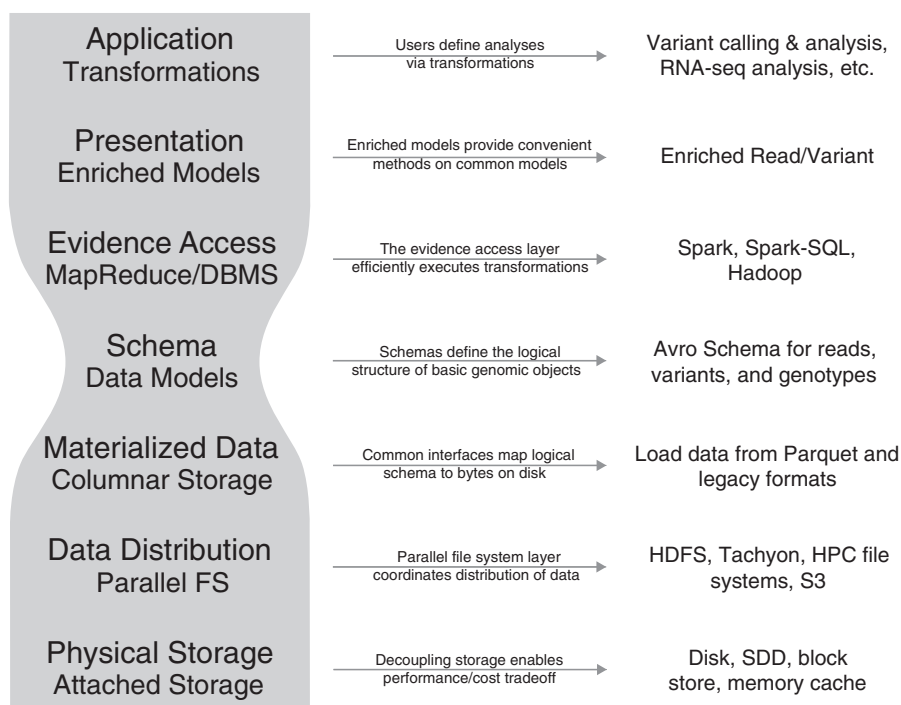 Application
Transformations
Users define analyses
via transformations
Variant calling & analysis,
RNA-seq analysis, etc.
Presentation
Enriched Models
Enriched models provide convenient
methods on common models
Enriched Read/Variant
Evidence Access
MapReduce/DBMS
The evidence access layer
efficiently executes transformations
Spark, Spark-SQL,
Hadoop
Schema
Data Models
Schemas define the logical
structure of basic genomic objects
Avro Schema for reads,
variants, and genotypes
Materialized Data
Columnar Storage
Common interfaces map logical
schema to bytes on disk
Load data from Parquet and
legacy formats
Data Distribution
Parallel FS
Parallel file system layer
coordinates distribution of data
HDFS, Tachyon, HPC file
systems, S3
Physical Storage
Attached Storage
Decoupling storage enables
performance/cost tradeoff
Disk, SDD, block
store, memory cache